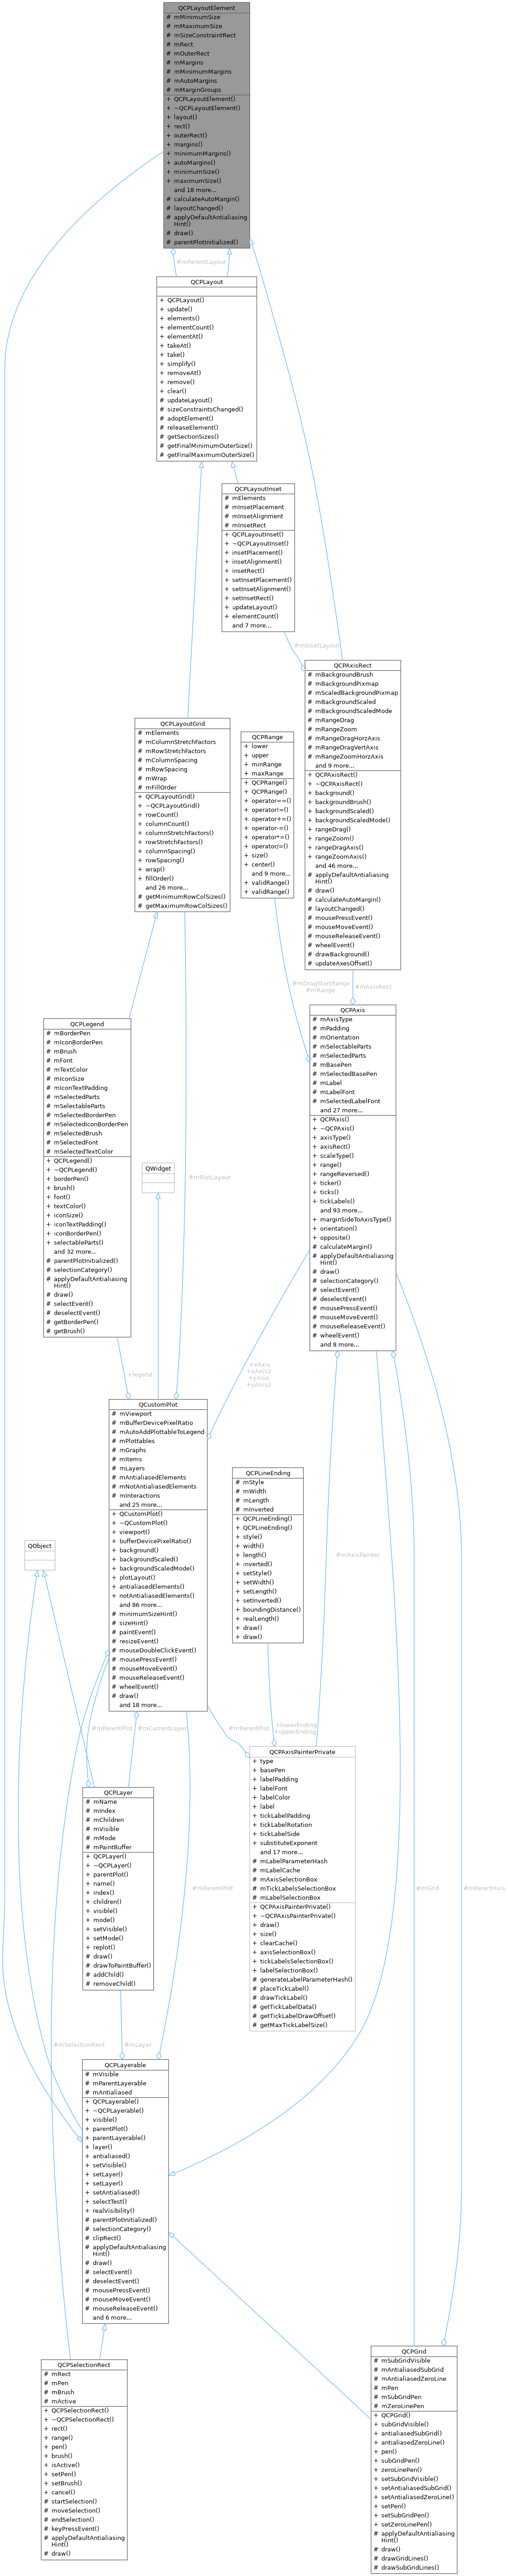 QCPLayoutElement
# mMinimumSize
# mMaximumSize
# mSizeConstraintRect
# mRect
# mOuterRect
# mMargins
# mMinimumMargins
# mAutoMargins
# mMarginGroups
+ QCPLayoutElement()
+ ~QCPLayoutElement()
+ layout()
+ rect()
+ outerRect()
+ margins()
+ minimumMargins()
+ autoMargins()
+ minimumSize()
+ maximumSize()
and 18 more...
# calculateAutoMargin()
# layoutChanged()
# applyDefaultAntialiasing
Hint()
# draw()
# parentPlotInitialized()
#mParentLayout
QCPLayout
+ QCPLayout()
+ update()
+ elements()
+ elementCount()
+ elementAt()
+ takeAt()
+ take()
+ simplify()
+ removeAt()
+ remove()
+ clear()
# updateLayout()
# sizeConstraintsChanged()
# adoptElement()
# releaseElement()
# getSectionSizes()
# getFinalMinimumOuterSize()
# getFinalMaximumOuterSize()
QCPLayoutInset
# mElements
# mInsetPlacement
# mInsetAlignment
# mInsetRect
+ QCPLayoutInset()
+ ~QCPLayoutInset()
+ insetPlacement()
+ insetAlignment()
+ insetRect()
+ setInsetPlacement()
+ setInsetAlignment()
+ setInsetRect()
+ updateLayout()
+ elementCount()
and 7 more...
#mInsetLayout
QCPAxisRect
# mBackgroundBrush
# mBackgroundPixmap
# mScaledBackgroundPixmap
# mBackgroundScaled
# mBackgroundScaledMode
# mRangeDrag
# mRangeZoom
# mRangeDragHorzAxis
# mRangeDragVertAxis
# mRangeZoomHorzAxis
and 9 more...
+ QCPAxisRect()
+ ~QCPAxisRect()
+ background()
+ backgroundBrush()
+ backgroundScaled()
+ backgroundScaledMode()
+ rangeDrag()
+ rangeZoom()
+ rangeDragAxis()
+ rangeZoomAxis()
and 46 more...
# applyDefaultAntialiasing
Hint()
# draw()
# calculateAutoMargin()
# layoutChanged()
# mousePressEvent()
# mouseMoveEvent()
# mouseReleaseEvent()
# wheelEvent()
# drawBackground()
# updateAxesOffset()
QCPLayoutGrid
# mElements
# mColumnStretchFactors
# mRowStretchFactors
# mColumnSpacing
# mRowSpacing
# mWrap
# mFillOrder
+ QCPLayoutGrid()
+ ~QCPLayoutGrid()
+ rowCount()
+ columnCount()
+ columnStretchFactors()
+ rowStretchFactors()
+ columnSpacing()
+ rowSpacing()
+ wrap()
+ fillOrder()
and 26 more...
# getMinimumRowColSizes()
# getMaximumRowColSizes()
QCPRange
+ lower
+ upper
+ minRange
+ maxRange
+ QCPRange()
+ QCPRange()
+ operator==()
+ operator!=()
+ operator+=()
+ operator-=()
+ operator*=()
+ operator/=()
+ size()
+ center()
and 9 more...
+ validRange()
+ validRange()
#mDragStartRange
#mRange
#mAxisRect
QCPAxis
# mAxisType
# mPadding
# mOrientation
# mSelectableParts
# mSelectedParts
# mBasePen
# mSelectedBasePen
# mLabel
# mLabelFont
# mSelectedLabelFont
and 27 more...
+ QCPAxis()
+ ~QCPAxis()
+ axisType()
+ axisRect()
+ scaleType()
+ range()
+ rangeReversed()
+ ticker()
+ ticks()
+ tickLabels()
and 93 more...
+ marginSideToAxisType()
+ orientation()
+ opposite()
# calculateMargin()
# applyDefaultAntialiasing
Hint()
# draw()
# selectionCategory()
# selectEvent()
# deselectEvent()
# mousePressEvent()
# mouseMoveEvent()
# mouseReleaseEvent()
# wheelEvent()
and 8 more...
QCPLegend
# mBorderPen
# mIconBorderPen
# mBrush
# mFont
# mTextColor
# mIconSize
# mIconTextPadding
# mSelectedParts
# mSelectableParts
# mSelectedBorderPen
# mSelectedIconBorderPen
# mSelectedBrush
# mSelectedFont
# mSelectedTextColor
+ QCPLegend()
+ ~QCPLegend()
+ borderPen()
+ brush()
+ font()
+ textColor()
+ iconSize()
+ iconTextPadding()
+ iconBorderPen()
+ selectableParts()
and 32 more...
# parentPlotInitialized()
# selectionCategory()
# applyDefaultAntialiasing
Hint()
# draw()
# selectEvent()
# deselectEvent()
# getBorderPen()
# getBrush()
QWidget
#mPlotLayout
+legend
+xAxis
+xAxis2
+yAxis
+yAxis2
QCustomPlot
# mViewport
# mBufferDevicePixelRatio
# mAutoAddPlottableToLegend
# mPlottables
# mGraphs
# mItems
# mLayers
# mAntialiasedElements
# mNotAntialiasedElements
# mInteractions
and 25 more...
+ QCustomPlot()
+ ~QCustomPlot()
+ viewport()
+ bufferDevicePixelRatio()
+ background()
+ backgroundScaled()
+ backgroundScaledMode()
+ plotLayout()
+ antialiasedElements()
+ notAntialiasedElements()
and 86 more...
# minimumSizeHint()
# sizeHint()
# paintEvent()
# resizeEvent()
# mouseDoubleClickEvent()
# mousePressEvent()
# mouseMoveEvent()
# mouseReleaseEvent()
# wheelEvent()
# draw()
and 18 more...
QCPLineEnding
# mStyle
# mWidth
# mLength
# mInverted
+ QCPLineEnding()
+ QCPLineEnding()
+ style()
+ width()
+ length()
+ inverted()
+ setStyle()
+ setWidth()
+ setLength()
+ setInverted()
+ boundingDistance()
+ realLength()
+ draw()
+ draw()
#mAxisPainter
QObject
#mParentPlot
#mCurrentLayer
#mParentPlot
+lowerEnding
+upperEnding
QCPAxisPainterPrivate
+ type
+ basePen
+ labelPadding
+ labelFont
+ labelColor
+ label
+ tickLabelPadding
+ tickLabelRotation
+ tickLabelSide
+ substituteExponent
and 17 more...
# mLabelParameterHash
# mLabelCache
# mAxisSelectionBox
# mTickLabelsSelectionBox
# mLabelSelectionBox
+ QCPAxisPainterPrivate()
+ ~QCPAxisPainterPrivate()
+ draw()
+ size()
+ clearCache()
+ axisSelectionBox()
+ tickLabelsSelectionBox()
+ labelSelectionBox()
# generateLabelParameterHash()
# placeTickLabel()
# drawTickLabel()
# getTickLabelData()
# getTickLabelDrawOffset()
# getMaxTickLabelSize()
QCPLayer
# mName
# mIndex
# mChildren
# mVisible
# mMode
# mPaintBuffer
+ QCPLayer()
+ ~QCPLayer()
+ parentPlot()
+ name()
+ index()
+ children()
+ visible()
+ mode()
+ setVisible()
+ setMode()
+ replot()
# draw()
# drawToPaintBuffer()
# addChild()
# removeChild()
#mParentPlot
#mGrid
#mParentAxis
#mSelectionRect
#mLayer
QCPLayerable
# mVisible
# mParentLayerable
# mAntialiased
+ QCPLayerable()
+ ~QCPLayerable()
+ visible()
+ parentPlot()
+ parentLayerable()
+ layer()
+ antialiased()
+ setVisible()
+ setLayer()
+ setLayer()
+ setAntialiased()
+ selectTest()
+ realVisibility()
# parentPlotInitialized()
# selectionCategory()
# clipRect()
# applyDefaultAntialiasing
Hint()
# draw()
# selectEvent()
# deselectEvent()
# mousePressEvent()
# mouseMoveEvent()
# mouseReleaseEvent()
and 6 more...
QCPSelectionRect
# mRect
# mPen
# mBrush
# mActive
+ QCPSelectionRect()
+ ~QCPSelectionRect()
+ rect()
+ range()
+ pen()
+ brush()
+ isActive()
+ setPen()
+ setBrush()
+ cancel()
# startSelection()
# moveSelection()
# endSelection()
# keyPressEvent()
# applyDefaultAntialiasing
Hint()
# draw()
QCPGrid
# mSubGridVisible
# mAntialiasedSubGrid
# mAntialiasedZeroLine
# mPen
# mSubGridPen
# mZeroLinePen
+ QCPGrid()
+ subGridVisible()
+ antialiasedSubGrid()
+ antialiasedZeroLine()
+ pen()
+ subGridPen()
+ zeroLinePen()
+ setSubGridVisible()
+ setAntialiasedSubGrid()
+ setAntialiasedZeroLine()
+ setPen()
+ setSubGridPen()
+ setZeroLinePen()
# applyDefaultAntialiasing
Hint()
# draw()
# drawGridLines()
# drawSubGridLines()